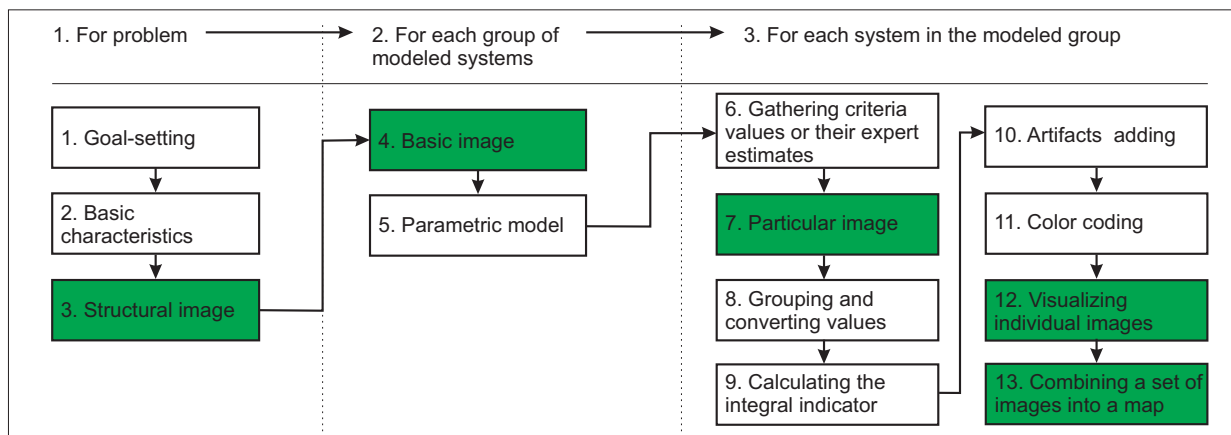 1. For problem
2. For each group of
modeled systems
3. For each system in the modeled group
1. Goal-setting
2. Basic
characteristics
3. Structural image
4. Basic image
5. Parametric model
6. Gathering criteria
values or their expert
estimates
7. Particular image
8. Grouping and
converting values
9. Calculating the
integral indicator
10. Artifacts adding
11. Color coding
12. Visualizing
individual images
13. Combining a set of
images into a map